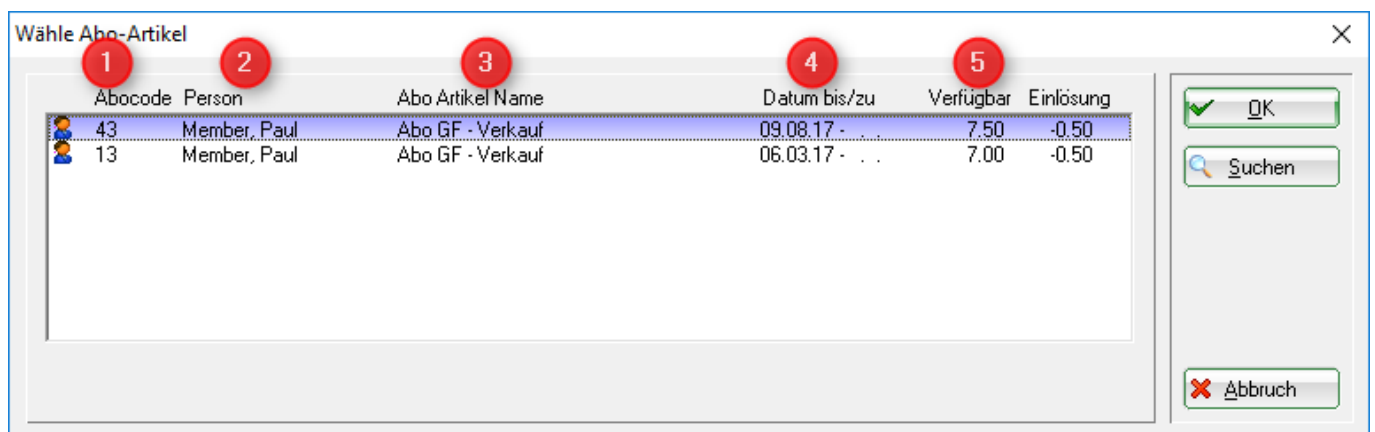 Wähle Abo-Artikel
1 2 3 4 5
Abocode Person Abo Artikel Name Datum bis/zu Verfügbar Einlösung
43 Member, Paul Abo GF - Verkauf 09.08.17 - . . 7.50 -0.50
13 Member, Paul Abo GF - Verkauf 06.03.17 - . . 7.00 -0.50
OK
Suchen
Abbruch